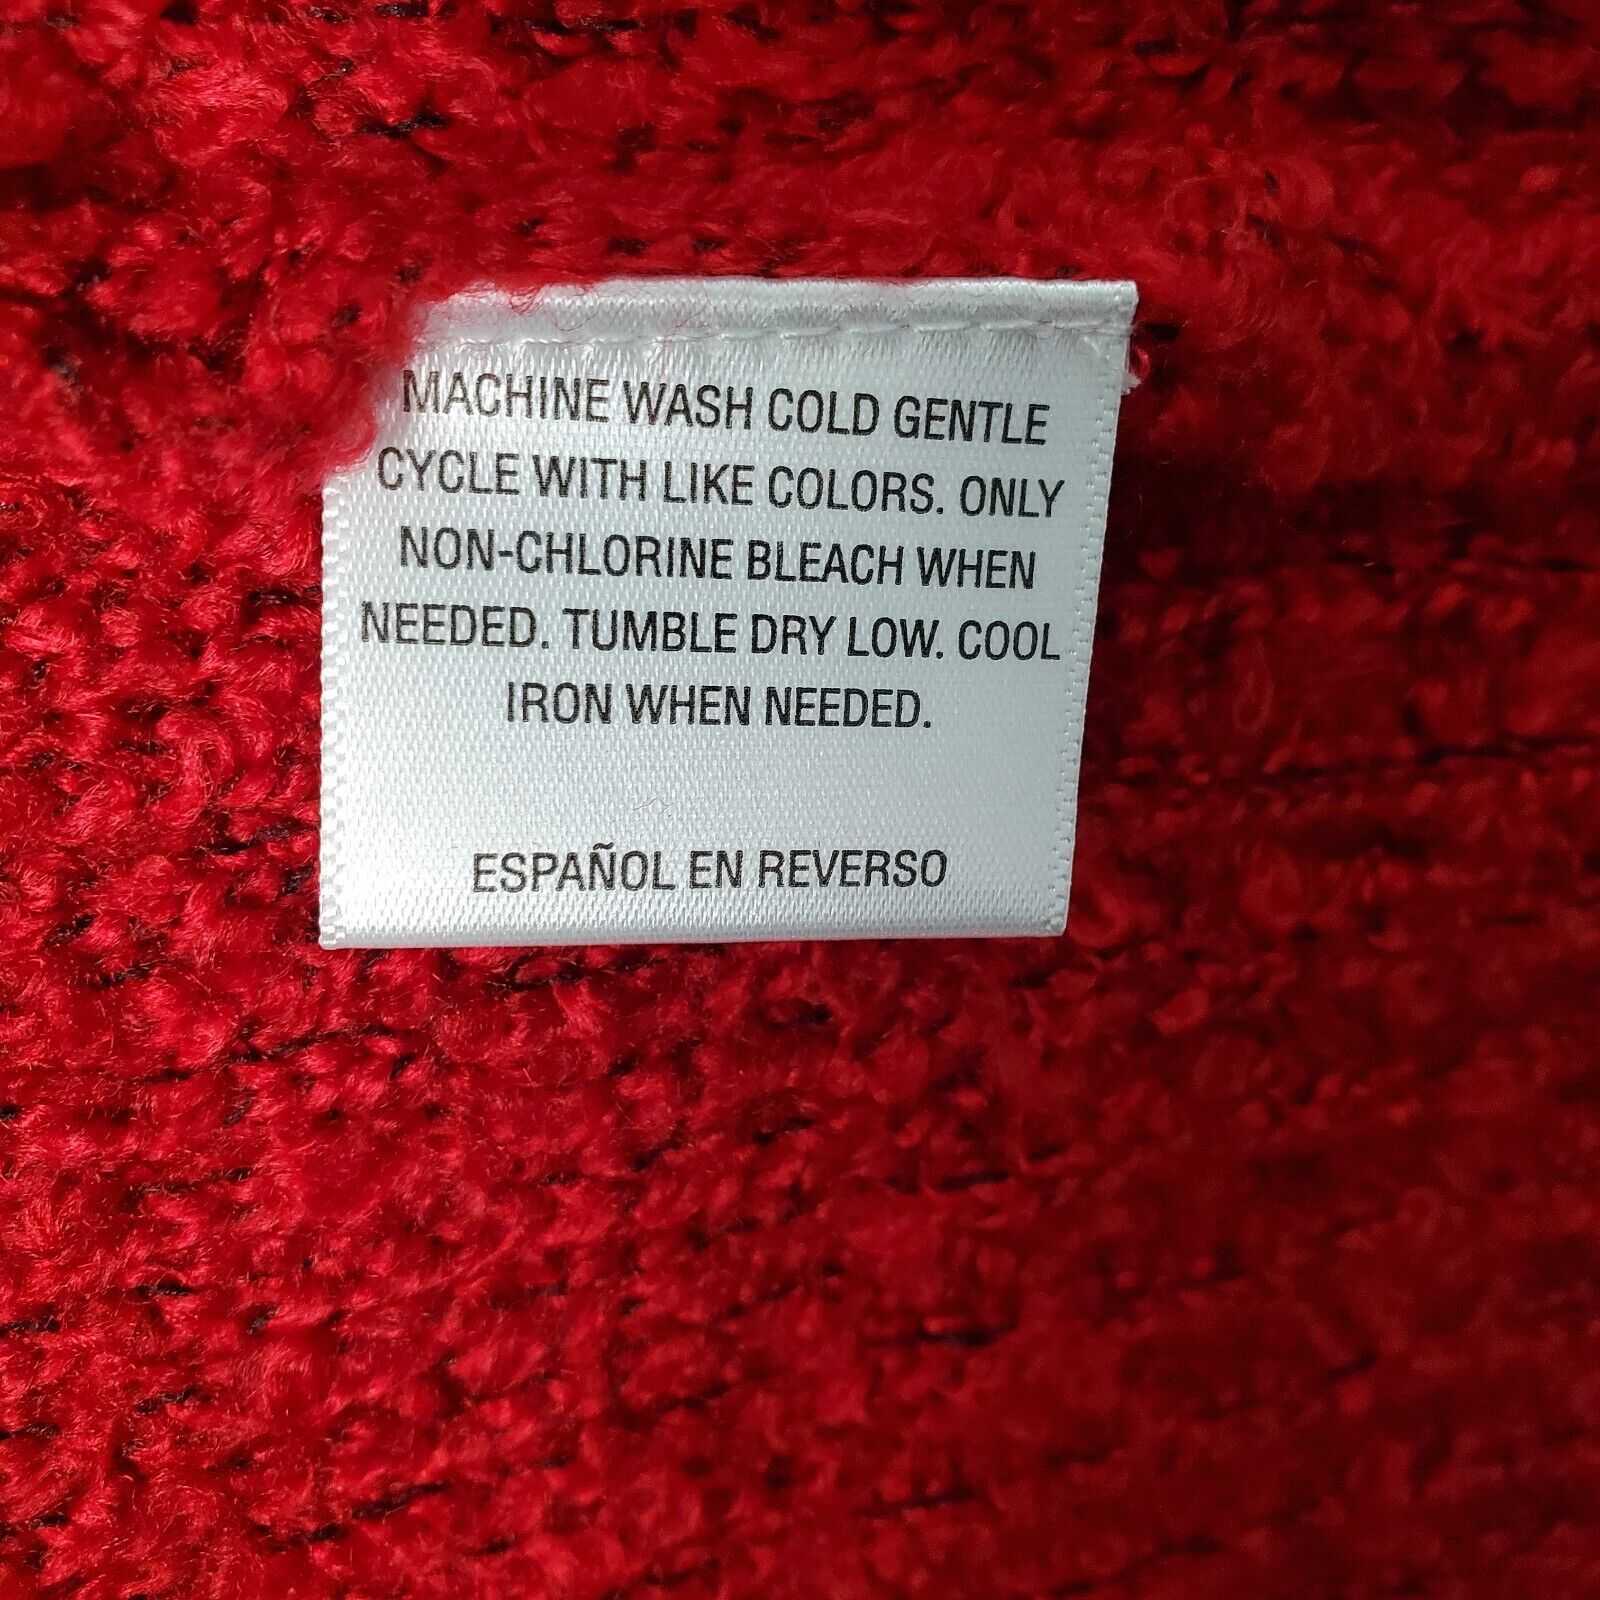 MACHINE WASH COLD GENTLE
CYCLE WITH LIKE COLORS. ONLY
NON-CHLORINE BLEACH WHEN
NEEDED. TUMBLE DRY LOW. COOL
IRON WHEN NEEDED.
ESPAÑOL EN REVERSO